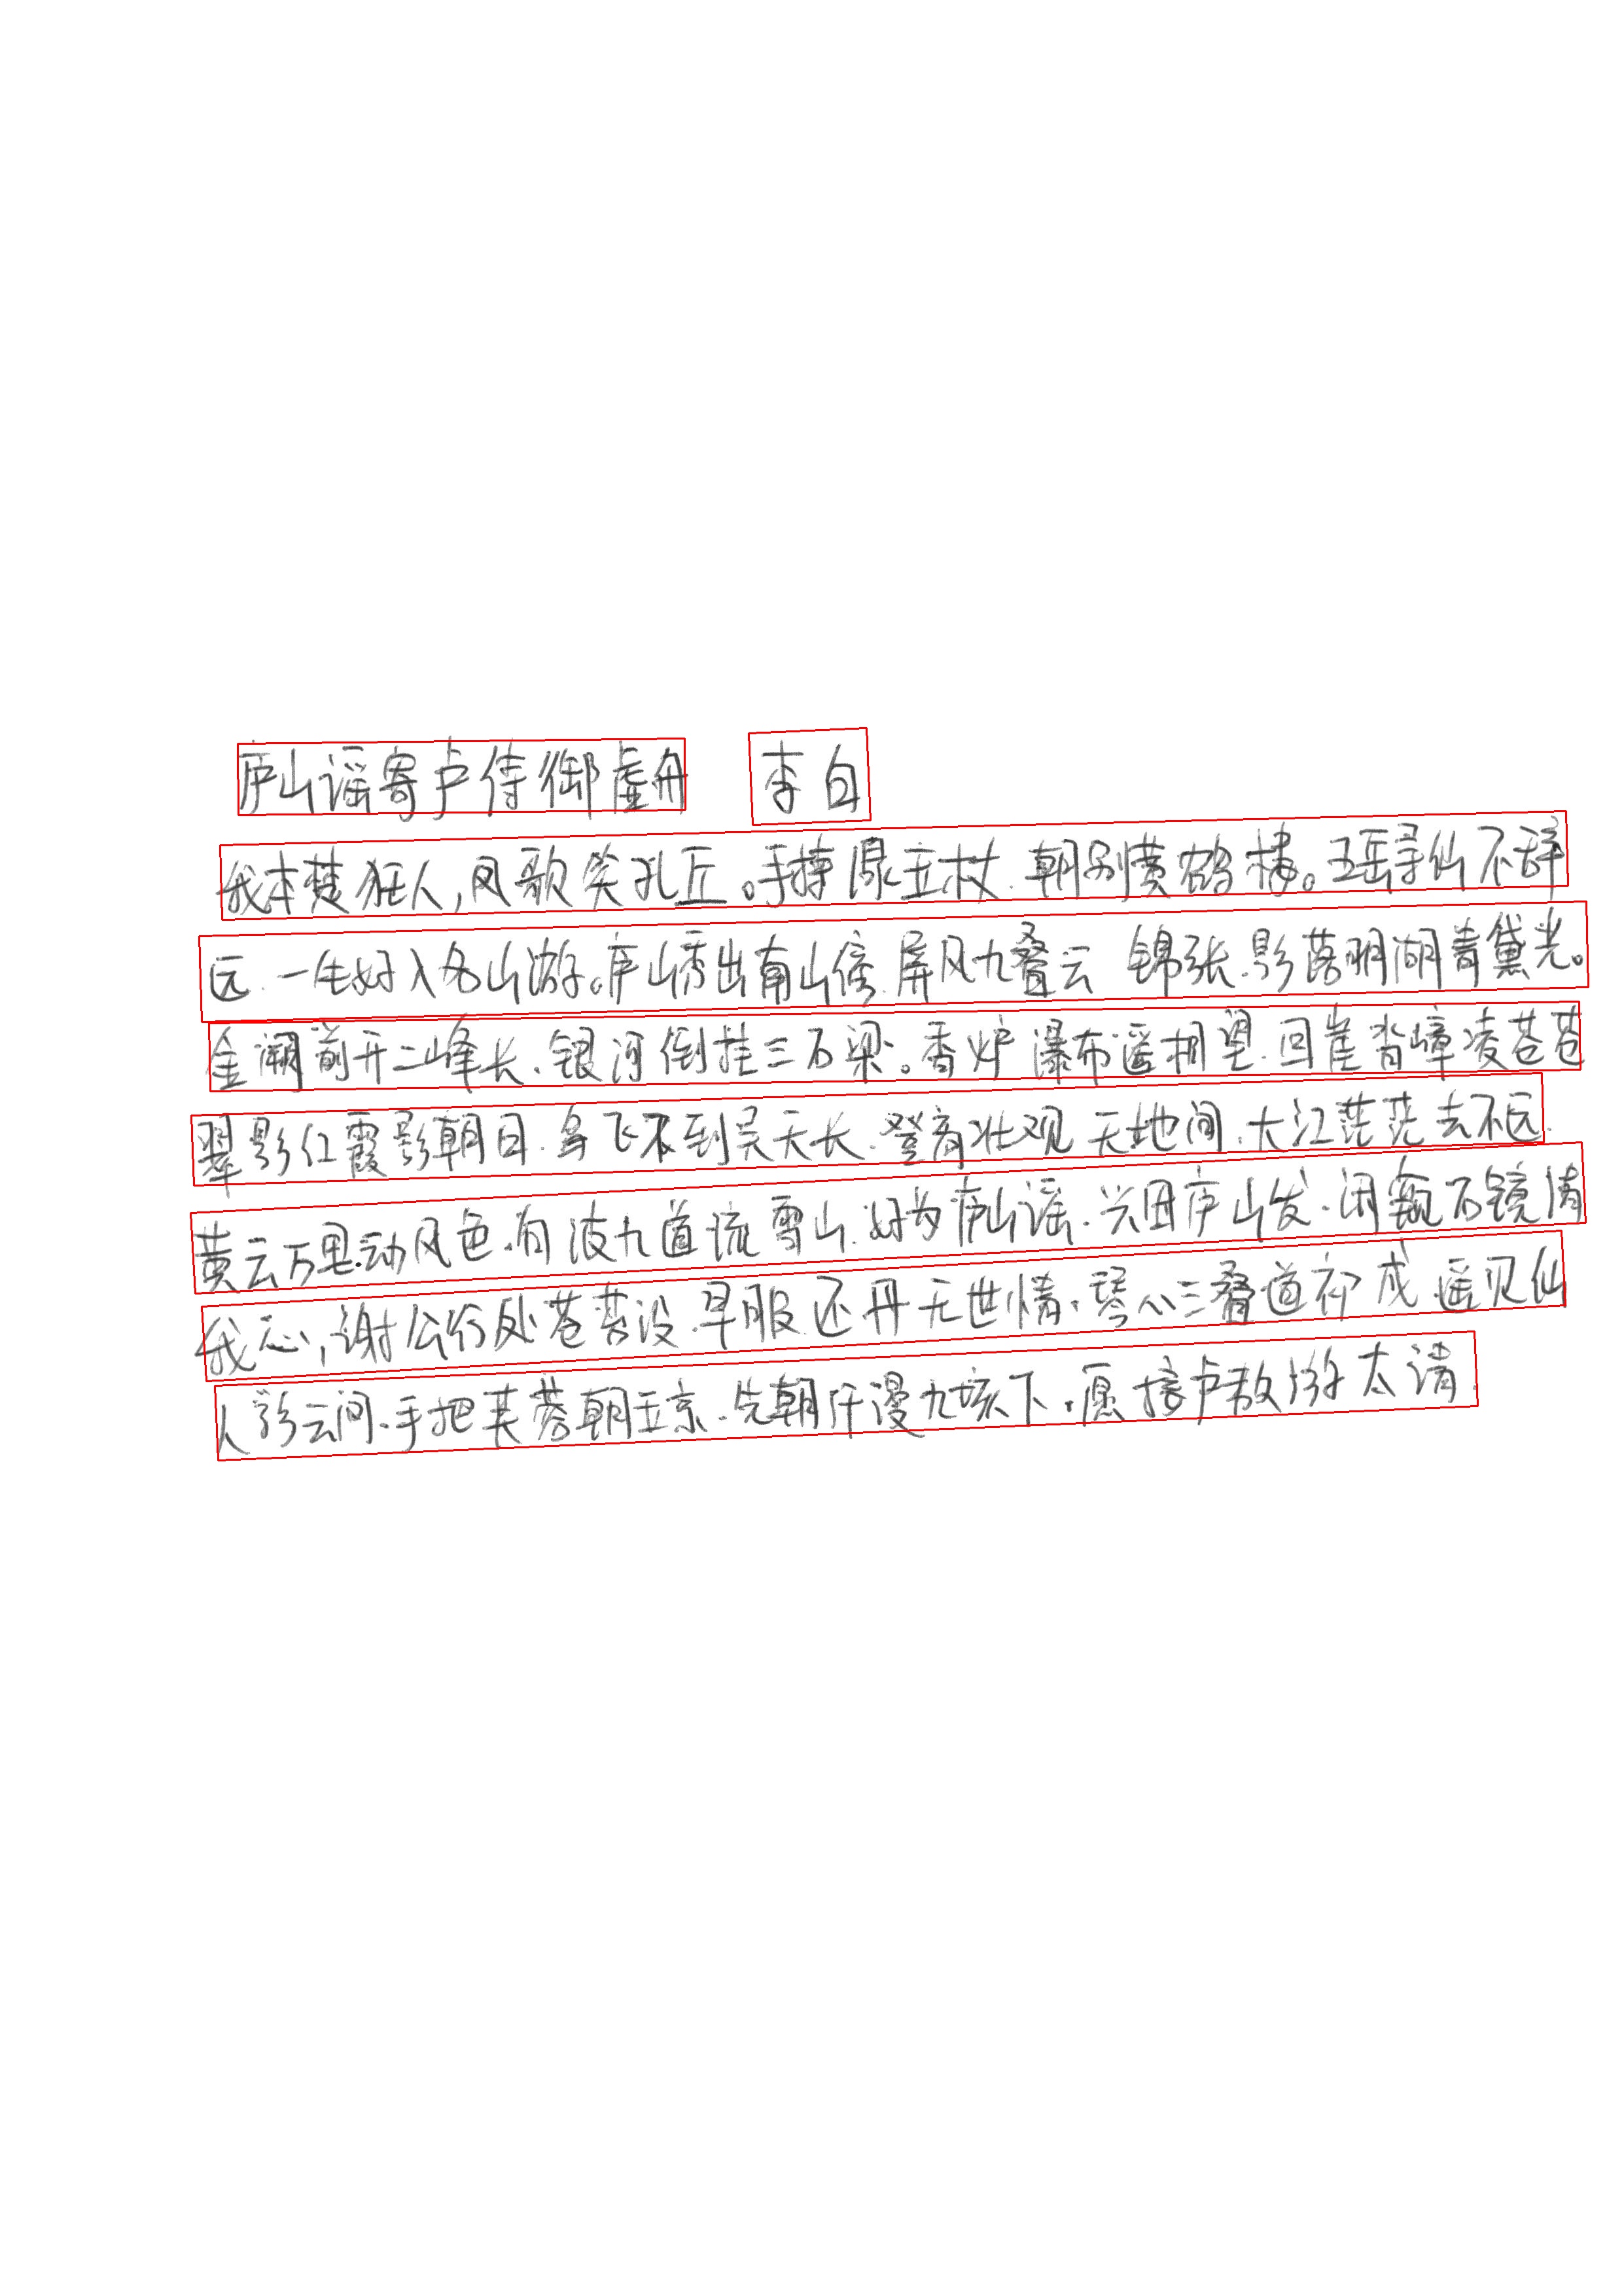 庐山谣寄卢侍御虚舟 李白
我本楚狂人,凤歌笑孔丘。手持绿玉杖.朝别黄鹤楼。五岳寻仙不辞
远.一生好入名山游。庐山秀出南山傍.屏风九叠云锦张.影落明湖青黛光。
金阙前开二峰长、银河倒挂三石梁。香炉瀑布遥相望.回崖沓嶂凌苍苍
翠影红霞影朝日.鸟飞不到吴天长.登高壮观天地间.大江茫茫去不远.
黄云万里动风色.白波九道流雪山.好为庐山谣.兴因庐山发.闲窥石镜清
我心,谢公行处苍苔没.早服还丹无世情.琴心三叠道初成 遥见仙
人彩云间.手把芙蓉朝玉京.先期汗漫九垓下.愿接卢敖游太清.